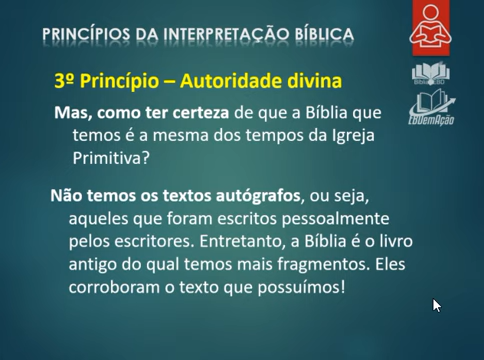 PRINCÍPIOS DA INTERPRETAÇÃO BÍBLICA
3º Princípio – Autoridade divina
Mas, como ter certeza de que a Bíblia que
temos é a mesma dos tempos da Igreja
Primitiva?
Não temos os textos autógrafos, ou seja,
aqueles que foram escritos pessoalmente
pelos escritores. Entretanto, a Bíblia é o livro
antigo do qual temos mais fragmentos. Eles
corroboram o texto que possuímos!
EBDemAção